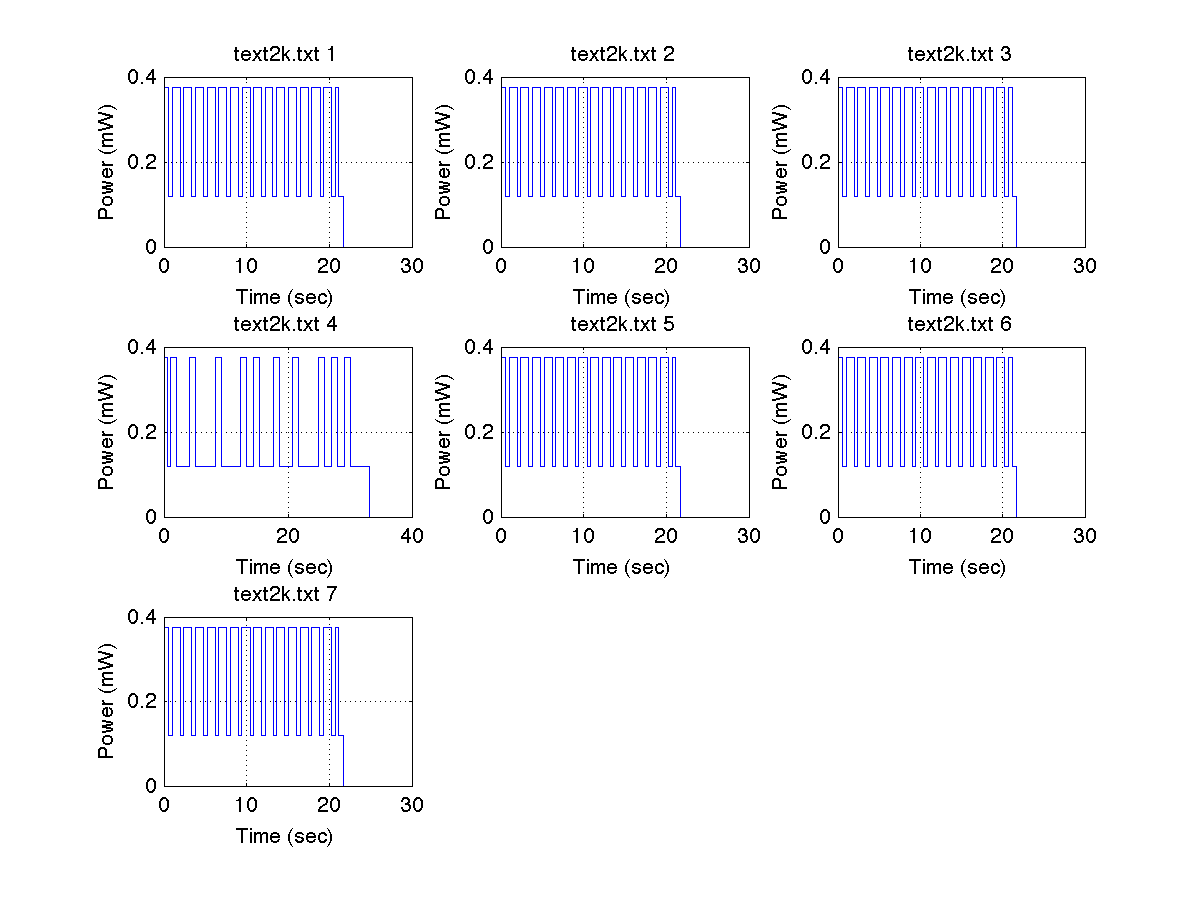 text2k.txt 1
text2k.txt 2
text2k.txt 3
0.4
0.2
0
Power (mW)
0 10 20 30
Time (sec)
0.4
0.2
0
Power (mW)
0 10 20 30
Time (sec)
0.4
0.2
0
Power (mW)
0 10 20 30
Time (sec)
text2k.txt 4
text2k.txt 5
text2k.txt 6
0.4
0.2
0
Power (mW)
0 20 40
Time (sec)
0.4
0.2
0
Power (mW)
0 10 20 30
Time (sec)
0.4
0.2
0
Power (mW)
0 10 20 30
Time (sec)
text2k.txt 7
0.4
0.2
0
Power (mW)
0 10 20 30
Time (sec)